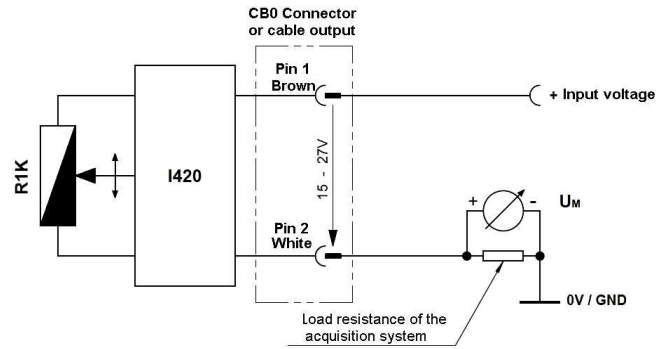 CB0 Connector
or cable output
Pin 1
Brown
+ Input voltage
R1K
I420
15 - 27V
+ - UM
Pin 2
White
0V / GND
Load resistance of the
acquisition system